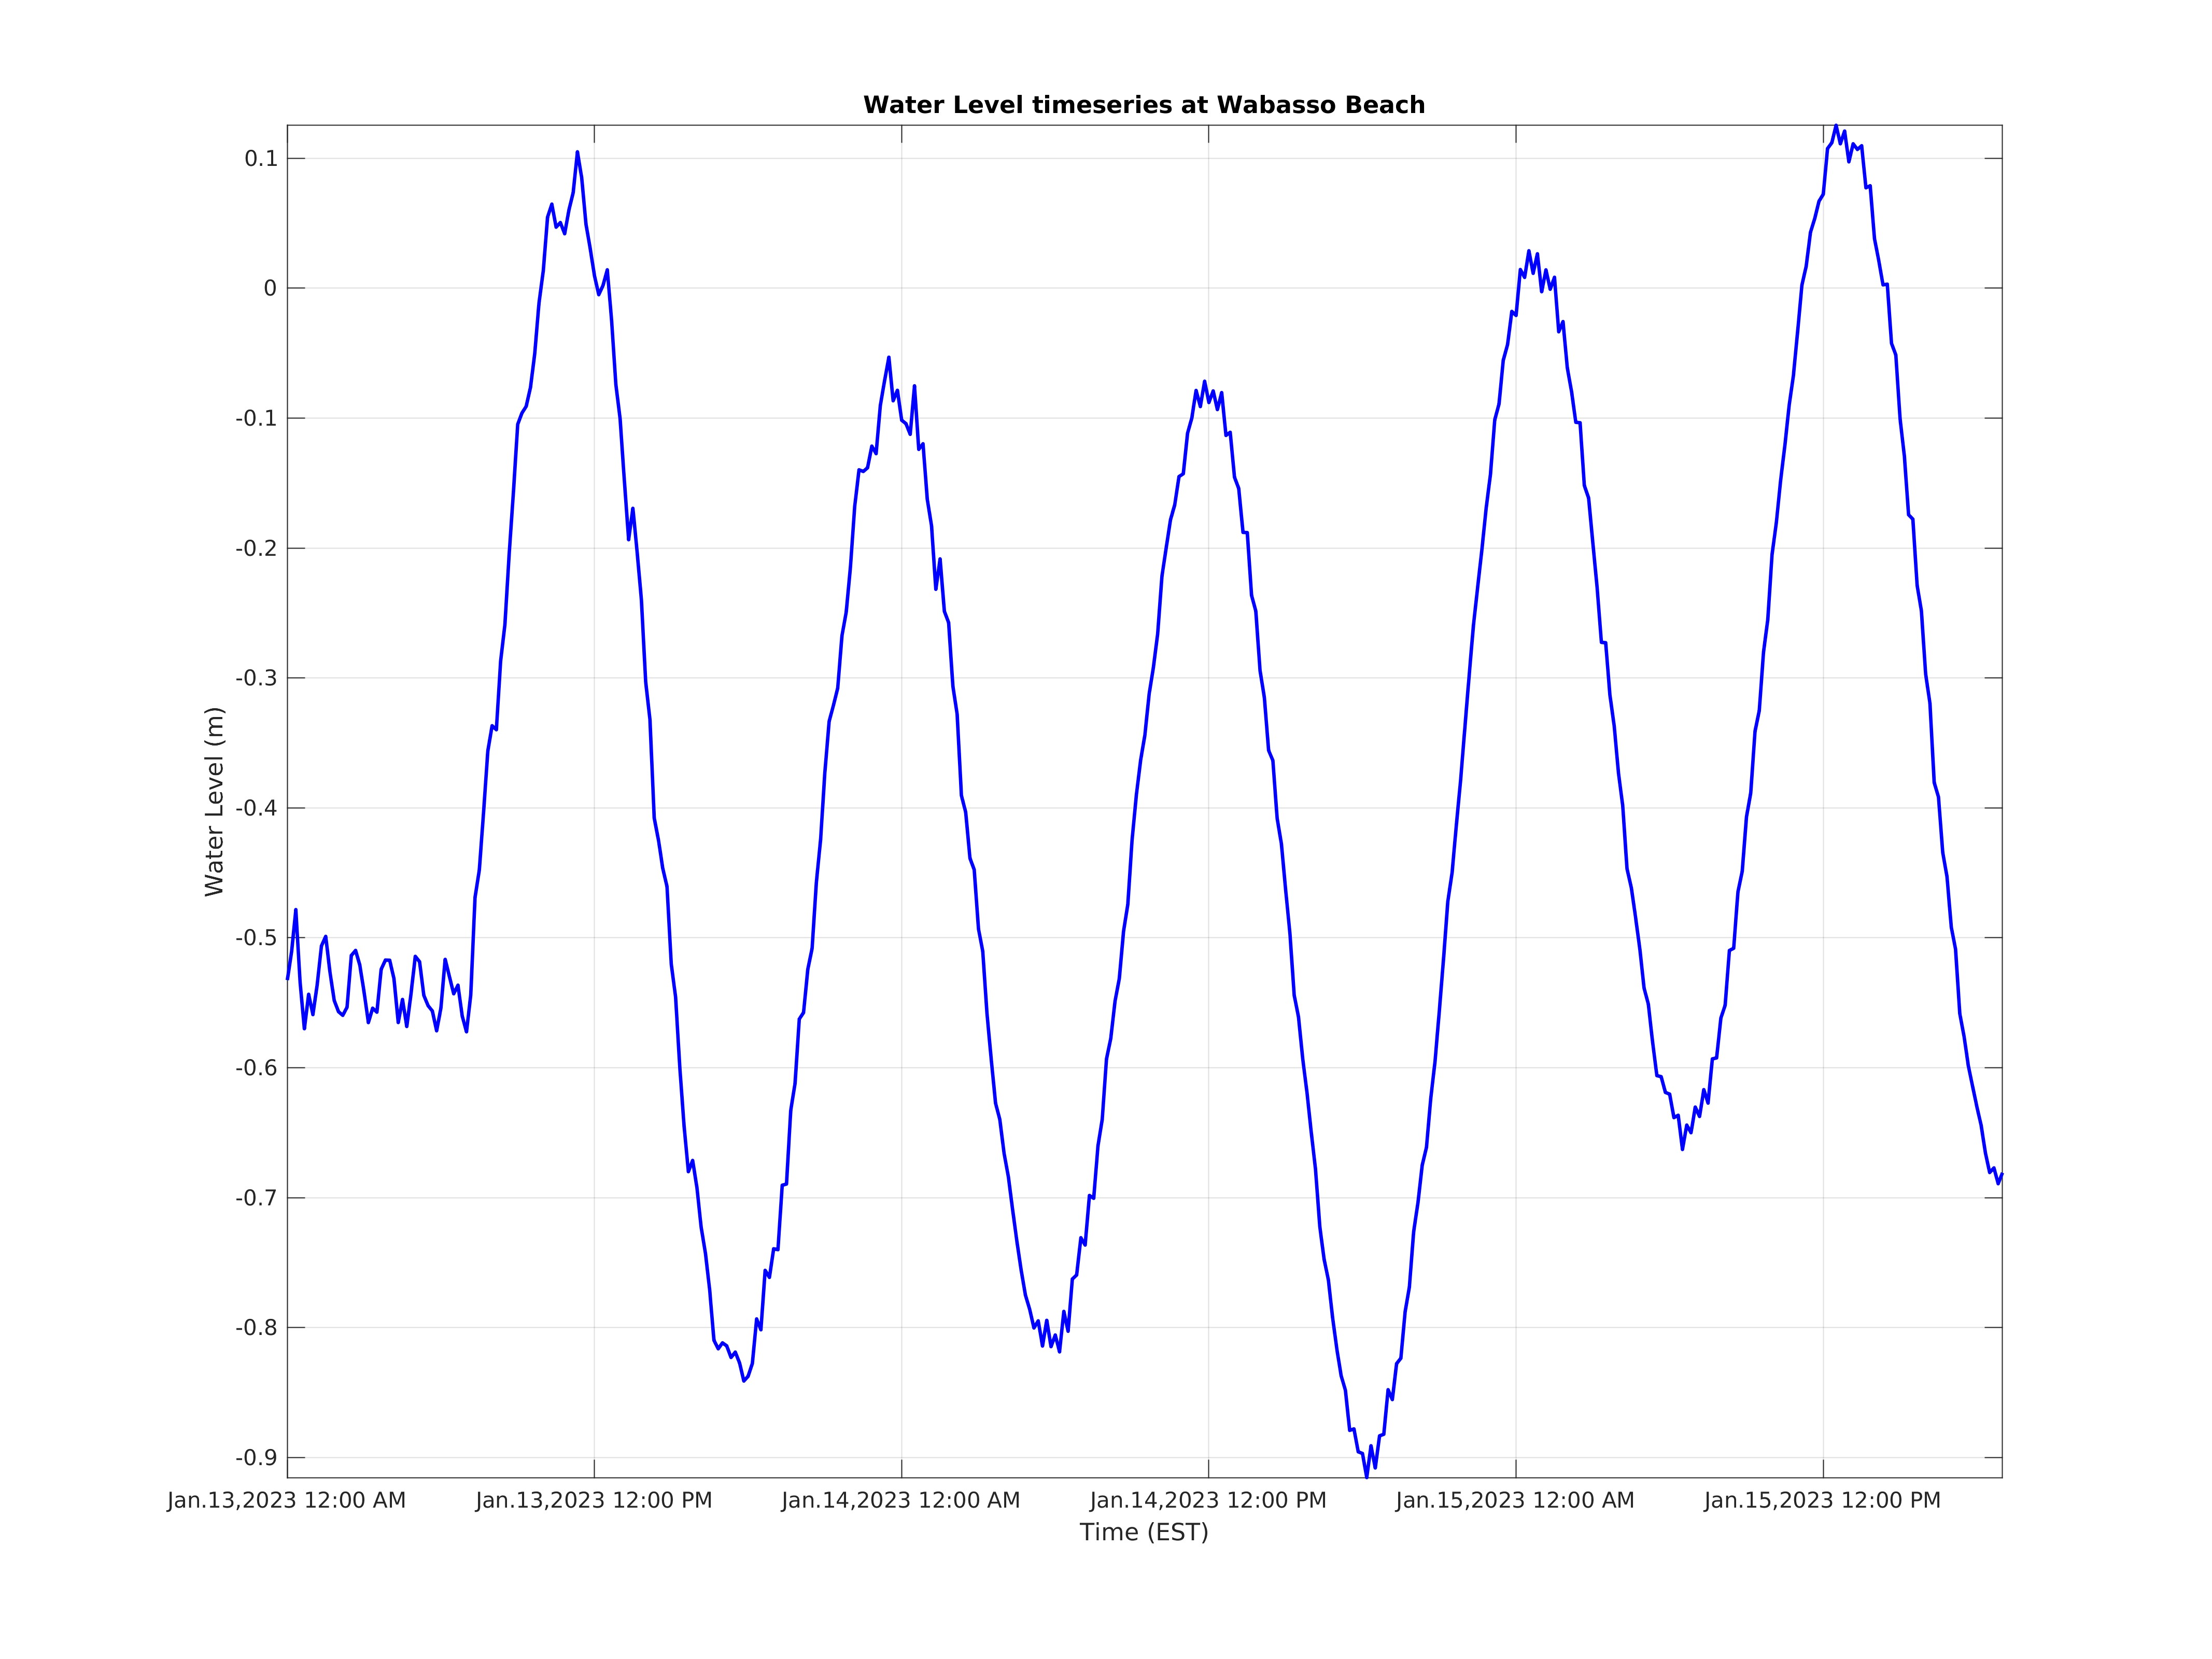 Water Level timeseries at Wabasso Beach
0.1
0
-0.1
-0.2
-0.3
-0.4
-0.5
-0.6
-0.7
-0.8
-0.9
Water Level (m)
Jan.13,2023 12:00 AM
Jan.13,2023 12:00 PM
Jan.14,2023 12:00 AM
Jan.14,2023 12:00 PM
Jan.15,2023 12:00 AM
Jan.15,2023 12:00 PM
Time (EST)